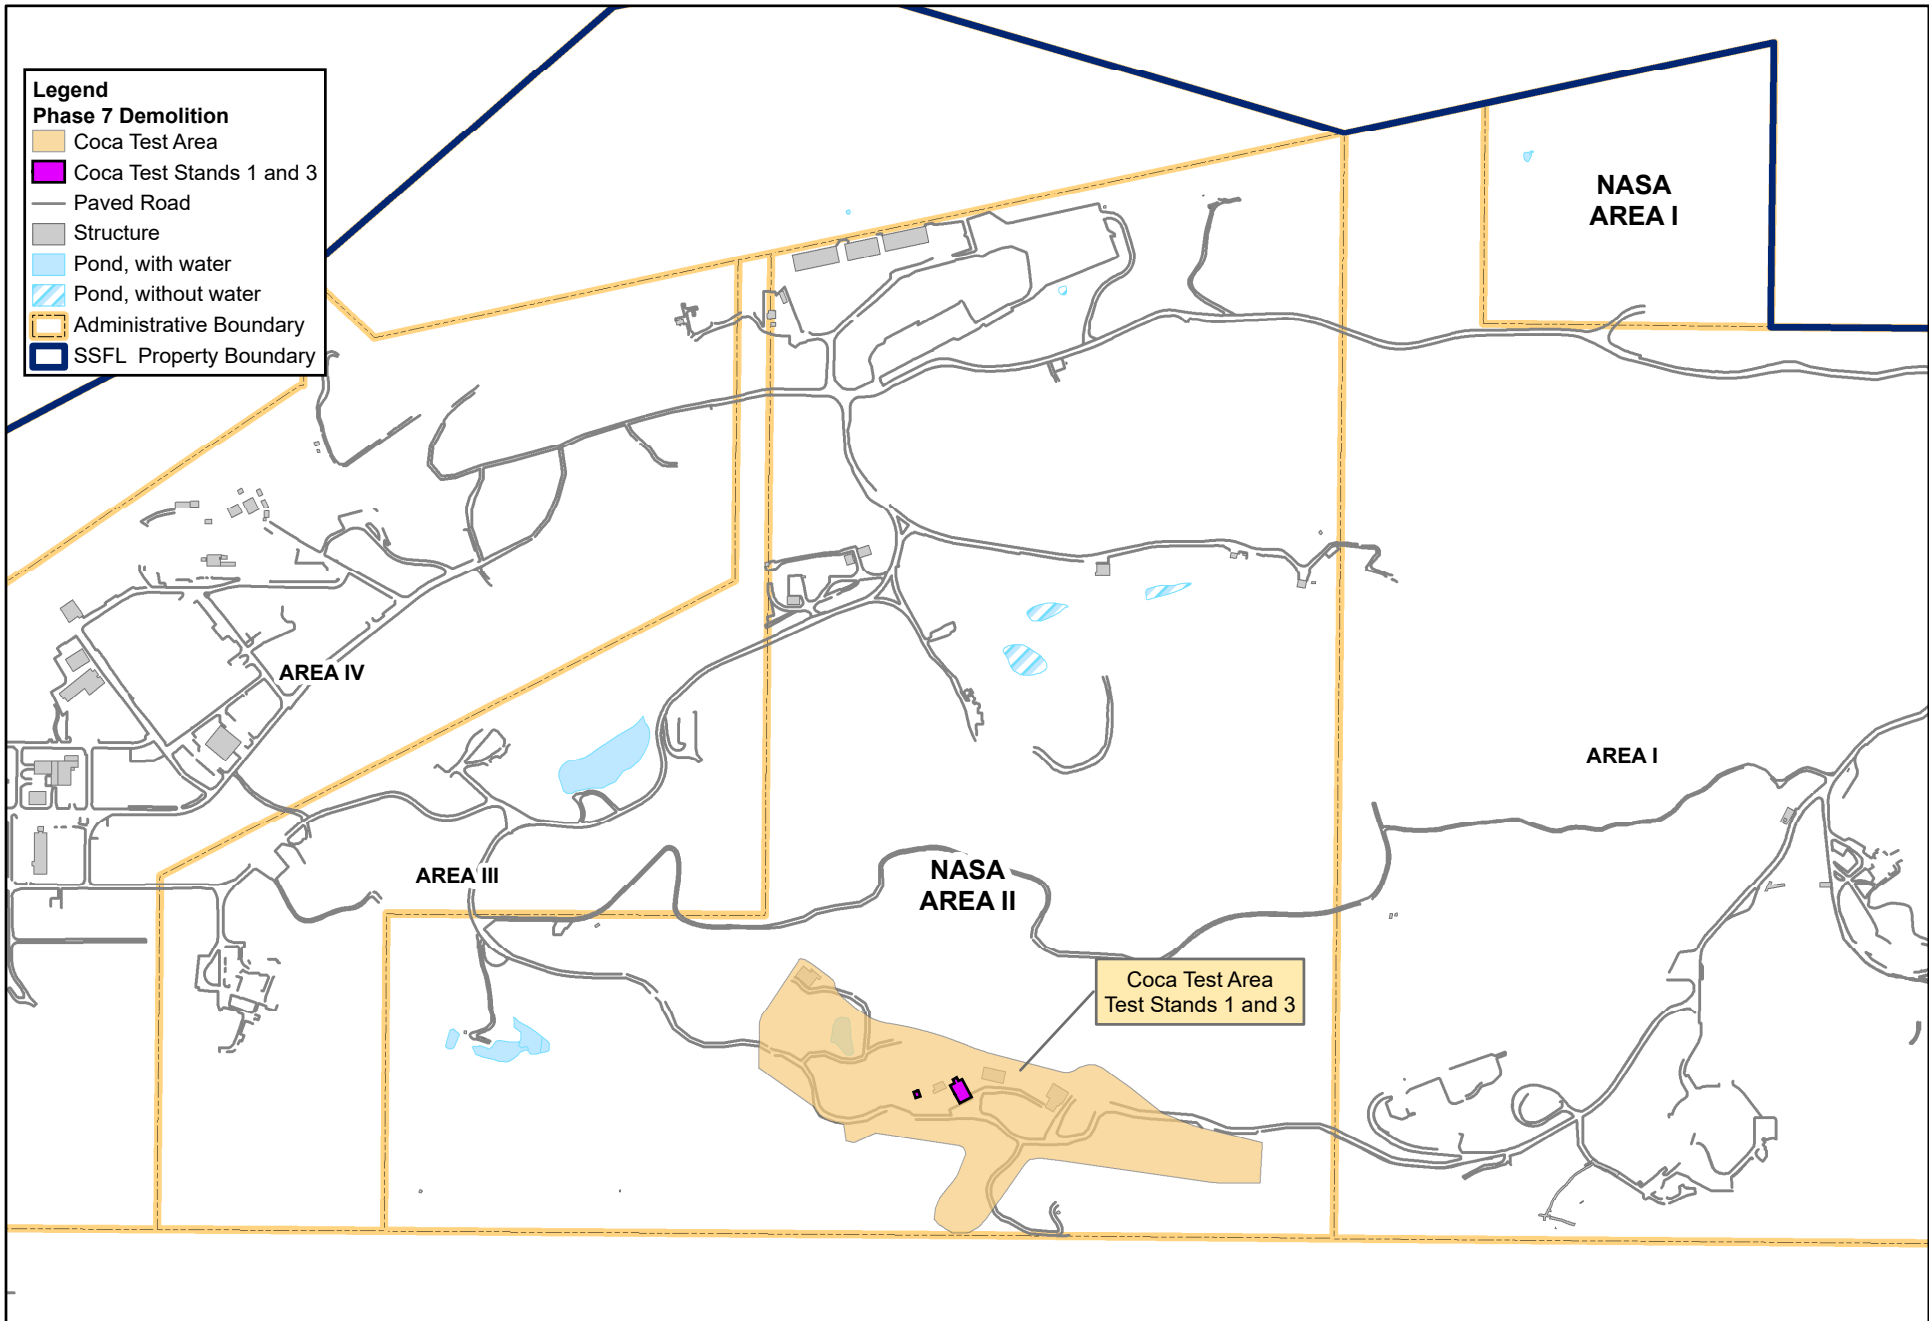 Legend
Phase 7 Demolition
Coca Test Area
Coca Test Stands 1 and 3
Paved Road
Structure
Pond, with water
Pond, without water
Administrative Boundary
SSFL Property Boundary
NASA
AREA I
AREA IV
AREA I
AREA III
NASA
AREA II
Coca Test Area
Test Stands 1 and 3